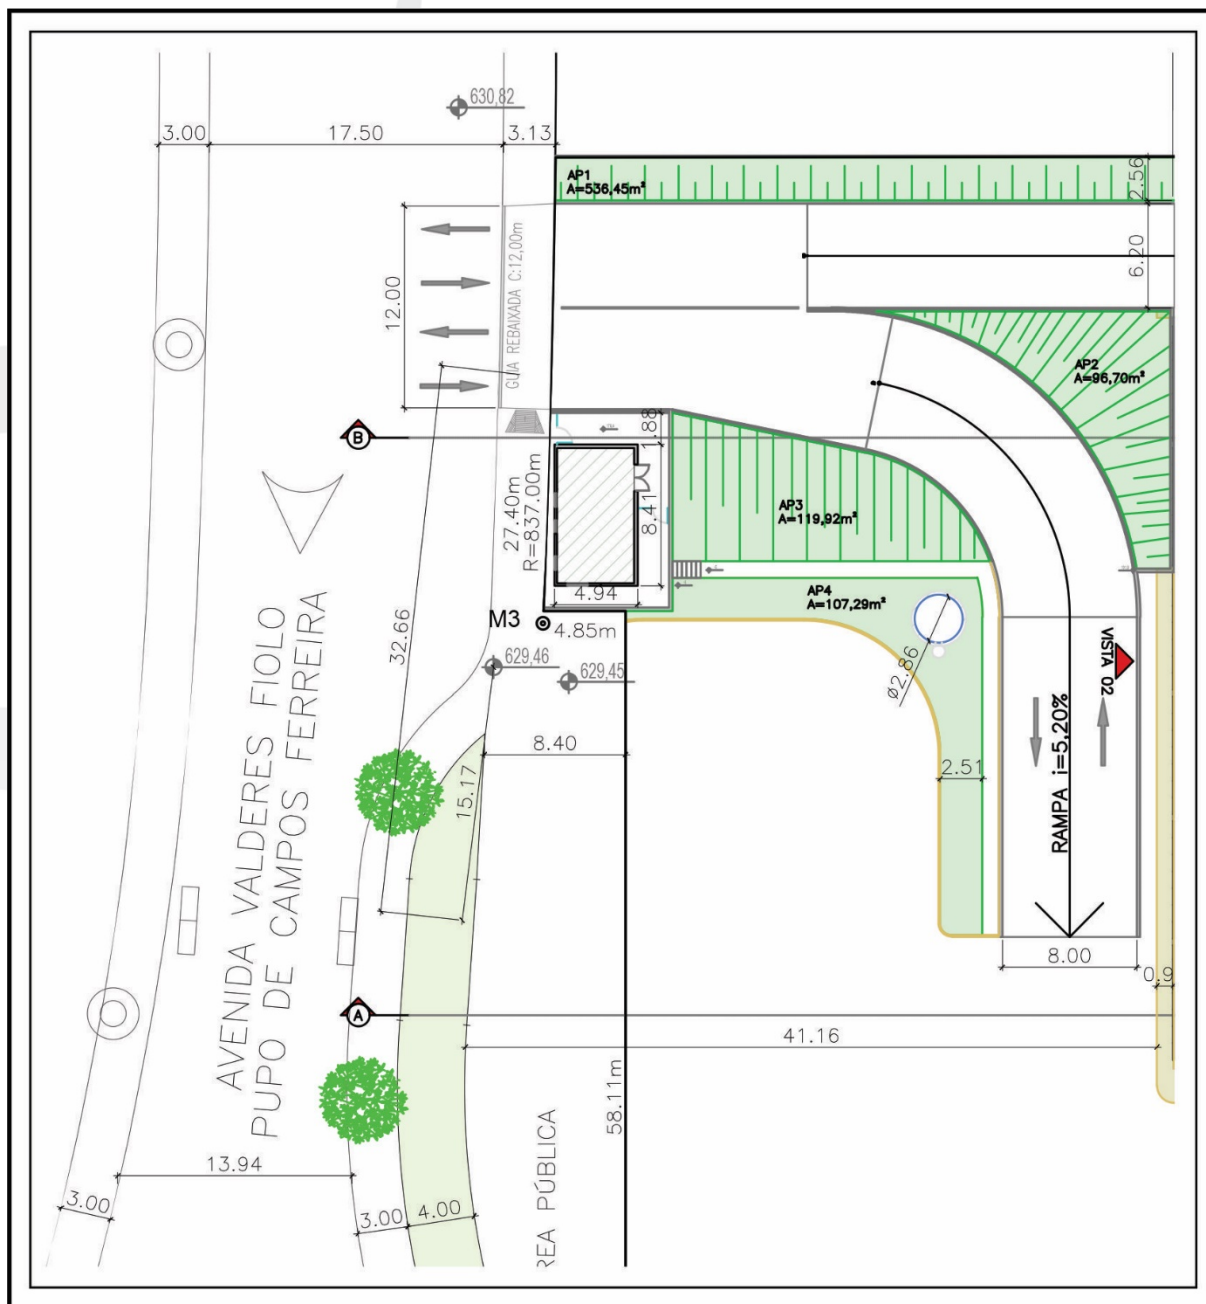 630,82
3.00
17.50
3.13
AP1
A=536,45m²
2.56
6.20
12.00
GUIA REBAIXADA C:12,00m
AP2
A=96,70m²
B
1.88
27.40m
R=837.00m
8.41
AP3
A=119,92m²
4.94
AP4
A=107,29m²
M3
4.85m
32.66
629,46
629,45
ø2.86
VISTA 02
AVENIDA VALDERES FIOLO
PUPO DE CAMPOS FERREIRA
8.40
15.17
2.51
RAMPA i=5,20%
8.00
0.9
A
41.16
58.11m
REA PÚBLICA
13.94
3.00
3.00
4.00